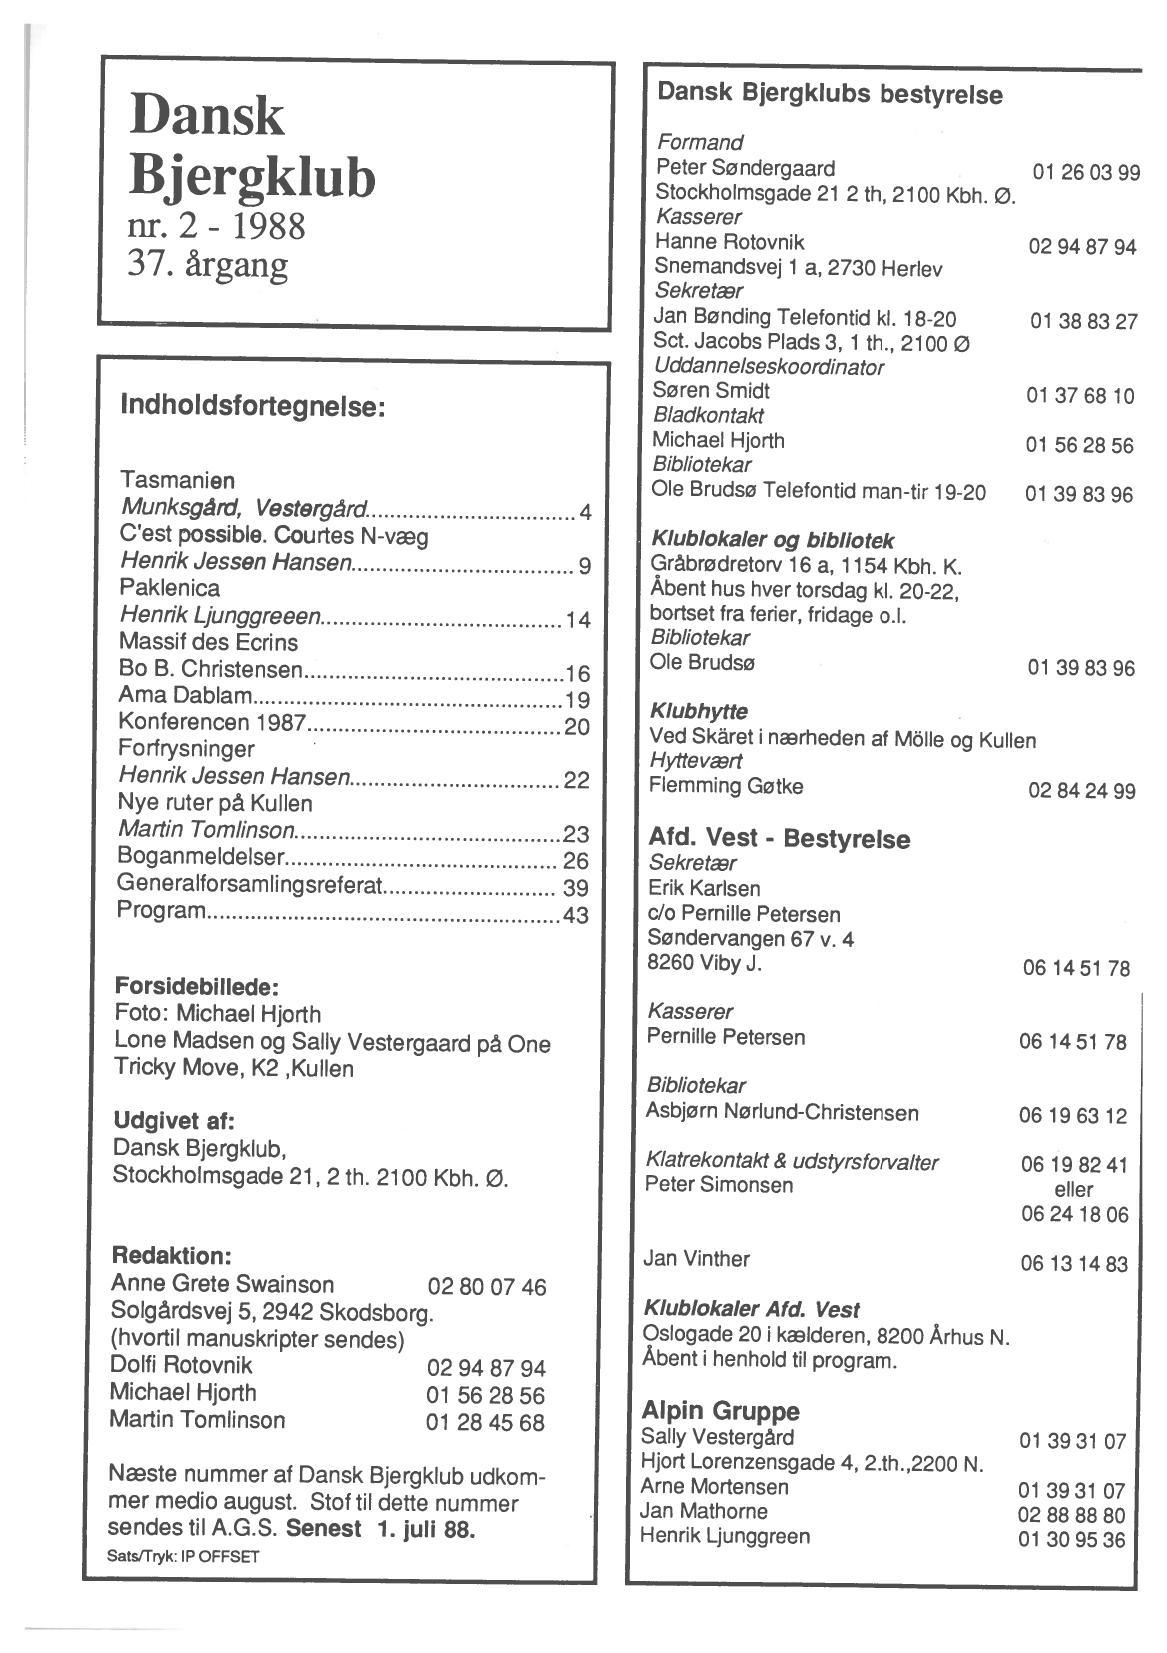 Dansk
Bjergklub
nr. 2 - 1988
37. årgang
Indholdsfortegnelse:
Tasmanien
Munksgård, Vestergård.................................4
C'est possible. Courtes N-væg
Henrik Jessen Hansen...................................9
Paklenica
Henrik Ljunggreeen......................................14
Massif des Ecrins
Bo B. Christensen.........................................16
Ama Dablam.................................................19
Konferencen 1987........................................20
Forfrysninger
Henrik Jessen Hansen.................................22
Nye ruter på Kullen
Martin Tomlinson..........................................23
Boganmeldelser........................................... 26
Generalforsamlingsreferat........................... 39
Program........................................................43
Forsidebillede:
Foto: Michael Hjorth
Lone Madsen og Sally Vestergaard på One
Tricky Move, K2 ,Kullen
Udgivet af:
Dansk Bjergklub,
Stockholmsgade 21, 2 th. 2100 Kbh. Ø.
Redaktion:
Anne Grete Swainson 02 80 07 46
Solgårdsvej 5, 2942 Skodsborg.
(hvortil manuskripter sendes)
Dolfi Rotovnik 02 94 87 94
Michael Hjorth 01 56 28 56
Martin Tomlinson 01 28 45 68
Næste nummer af Dansk Bjergklub udkom-
mer medio august. Stof til dette nummer
sendes til A.G.S. Senest 1. juli 88.
Sats/Tryk: IP OFFSET
Dansk Bjergklubs bestyrelse
Formand
Peter Søndergaard 01 26 03 99
Stockholmsgade 21 2 th, 2100 Kbh. Ø.
Kasserer
Hanne Rotovnik 02 94 87 94
Snemandsvej 1 a, 2730 Herlev
Sekretær
Jan Bønding Telefontid kl. 18-20 01 38 83 27
Sct. Jacobs Plads 3, 1 th., 2100 Ø
Uddannelseskoordinator
Søren Smidt 01 37 68 10
Bladkontakt
Michael Hjorth 01 56 28 56
Bibliotekar
Ole Brudsø Telefontid man-tir 19-20 01 39 83 96
Klublokaler og bibliotek
Gråbrødretorv 16 a, 1154 Kbh. K.
Åbent hus hver torsdag kl. 20-22,
bortset fra ferier, fridage o.l.
Bibliotekar
Ole Brudsø 01 39 83 96
Klubhytte
Ved Skäret i nærheden af Mölle og Kullen
Hyttevært
Flemming Gøtke 02 84 24 99
Afd. Vest - Bestyrelse
Sekretær
Erik Karlsen
c/o Pernille Petersen
Søndervangen 67 v. 4
8260 Viby J. 06 14 51 78
Kasserer
Pernille Petersen 06 14 51 78
Bibliotekar
Asbjørn Nørlund-Christensen 06 19 63 12
Klatrekontakt & udstyrsforvalter 06 19 82 41
Peter Simonsen eller
06 24 18 06
Jan Vinther 06 13 14 83
Klublokaler Afd. Vest
Oslogade 20 i kælderen, 8200 Århus N.
Åbent i henhold til program.
Alpin Gruppe
Sally Vestergård 01 39 31 07
Hjort Lorenzensgade 4, 2.th.,2200 N.
Arne Mortensen 01 39 31 07
Jan Mathorne 02 88 88 80
Henrik Ljunggreen 01 30 95 36